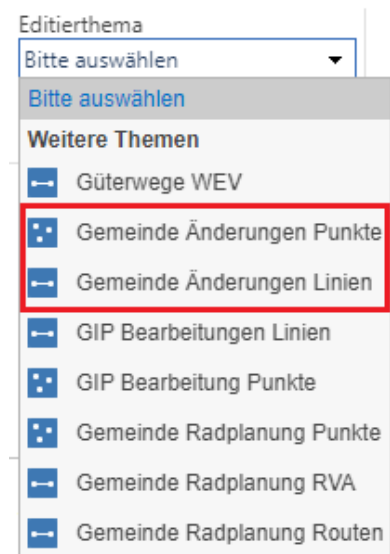 Editierthema
Bitte auswählen
Bitte auswählen
Weitere Themen
Güterwege WEV
Gemeinde Änderungen Punkte
Gemeinde Änderungen Linien
GIP Bearbeitungen Linien
GIP Bearbeitung Punkte
Gemeinde Radplanung Punkte
Gemeinde Radplanung RVA
Gemeinde Radplanung Routen